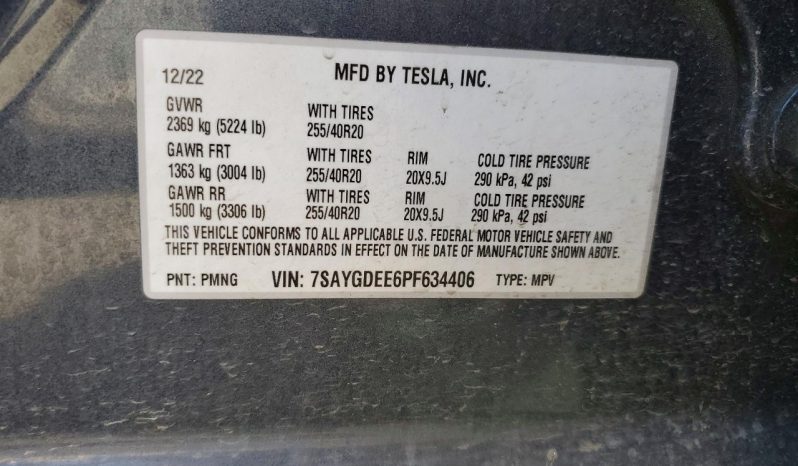 12/22 MFD BY TESLA, INC.
GVWR WITH TIRES
2369 kg (5224 lb) 255/40R20
GAWR FRT WITH TIRES RIM COLD TIRE PRESSURE
1363 kg (3004 lb) 255/40R20 20X9.5J 290 kPa, 42 psi
GAWR RR WITH TIRES RIM COLD TIRE PRESSURE
1500 kg (3306 lb) 255/40R20 20X9.5J 290 kPa, 42 psi
THIS VEHICLE CONFORMS TO ALL APPLICABLE U.S. FEDERAL MOTOR VEHICLE SAFETY AND
THEFT PREVENTION STANDARDS IN EFFECT ON THE DATE OF MANUFACTURE SHOWN ABOVE.
PNT: PMNG VIN: 7SAYGDEE6PF634406 TYPE: MPV